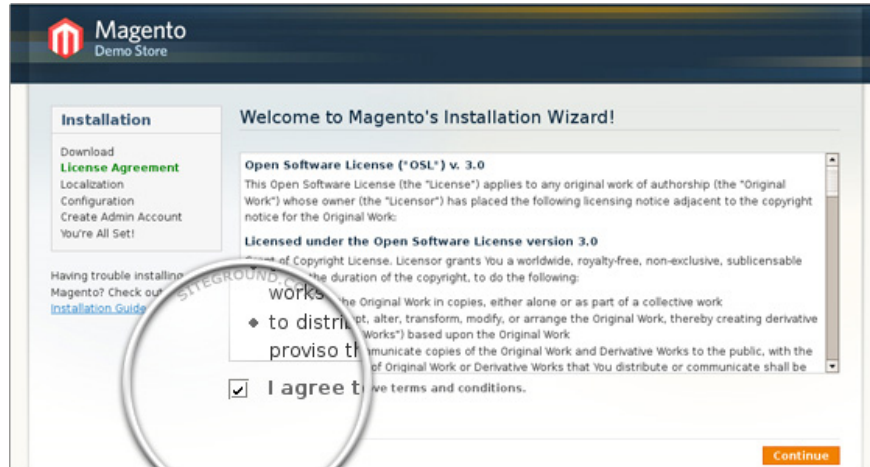 Magento
Demo Store
Installation
Download
License Agreement
Localization
Configuration
Create Admin Account
You're All Set!
Having trouble installing
Magento? Check out
Installation Guide
Welcome to Magento's Installation Wizard!
Open Software License ("OSL") v. 3.0
This Open Software License (the "License") applies to any original work of authorship (the "Original
Work") whose owner (the "Licensor") has placed the following licensing notice adjacent to the copyright
notice for the Original Work:
Licensed under the Open Software License version 3.0
of Copyright License. Licensor grants You a worldwide, royalty-free, non-exclusive, sublicensable
the duration of the copyright, to do the following:
SITEGROUND
works
the Original Work in copies, either alone or as part of a collective work
alter, transform, modify, or arrange the Original Work, thereby creating derivative
• to
Works") based upon the Original Work
proviso
copies of the Original Work and Derivative Works to the public, with the
of Original Work or Derivative Works that You distribute or communicate shall be
I agree
terms and conditions.
Continue